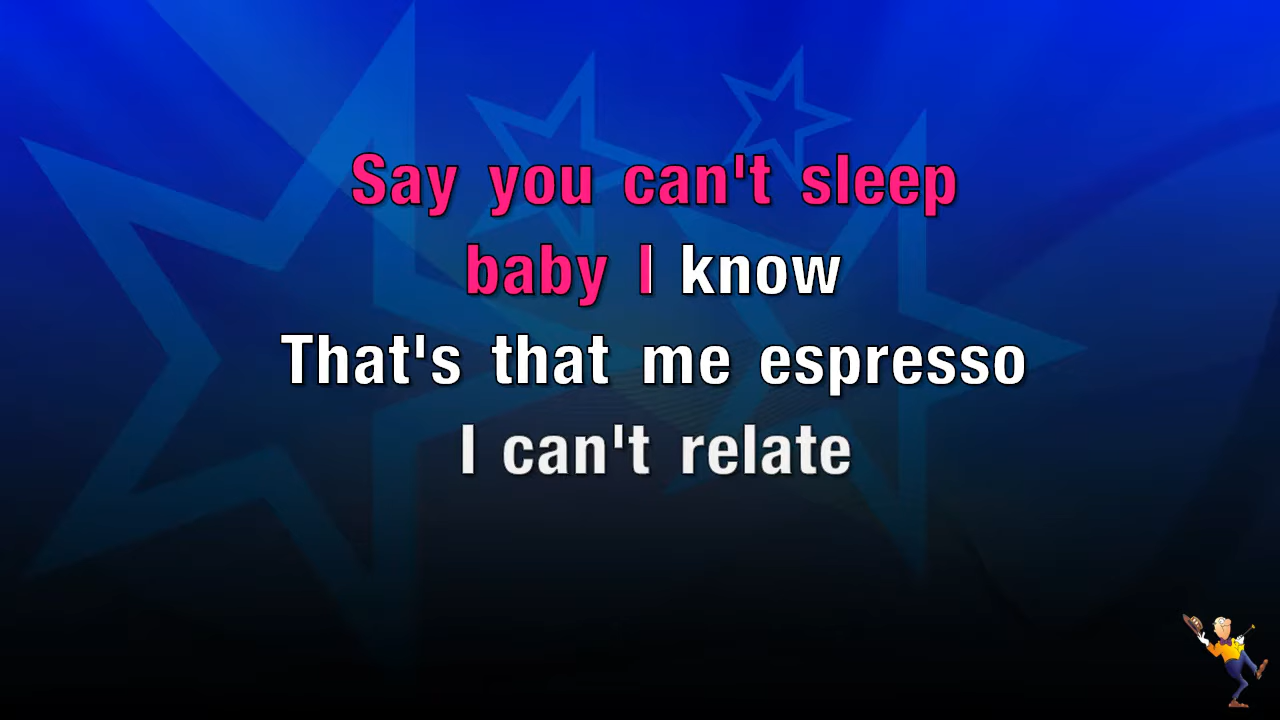 Say you can't sleep
baby I know
That's that me espresso
I can't relate